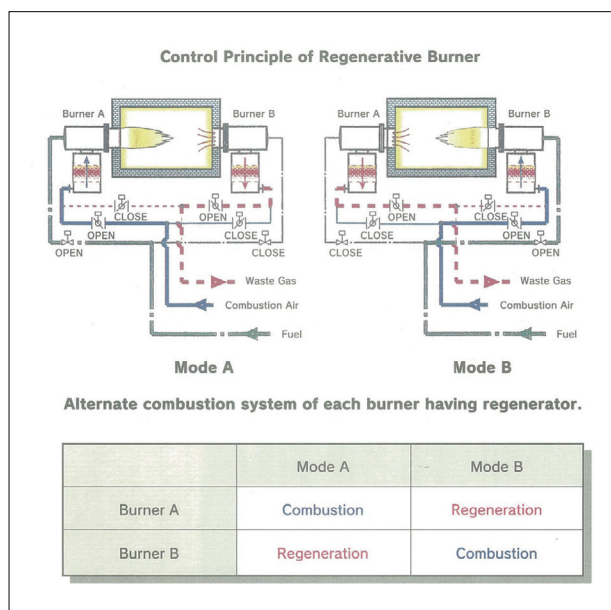 Control Principle of Regenerative Burner
Burner A
Burner B
CLOSE
OPEN
OPEN
CLOSE
OPEN
CLOSE
Waste Gas
Combustion Air
Fuel
Mode A
Burner A
Burner B
OPEN
CLOSE
CLOSE
OPEN
CLOSE
OPEN
Waste Gas
Combustion Air
Fuel
Mode B
Alternate combustion system of each burner having regenerator.
Mode A
Mode B
Burner A
Combustion
Regeneration
Burner B
Regeneration
Combustion